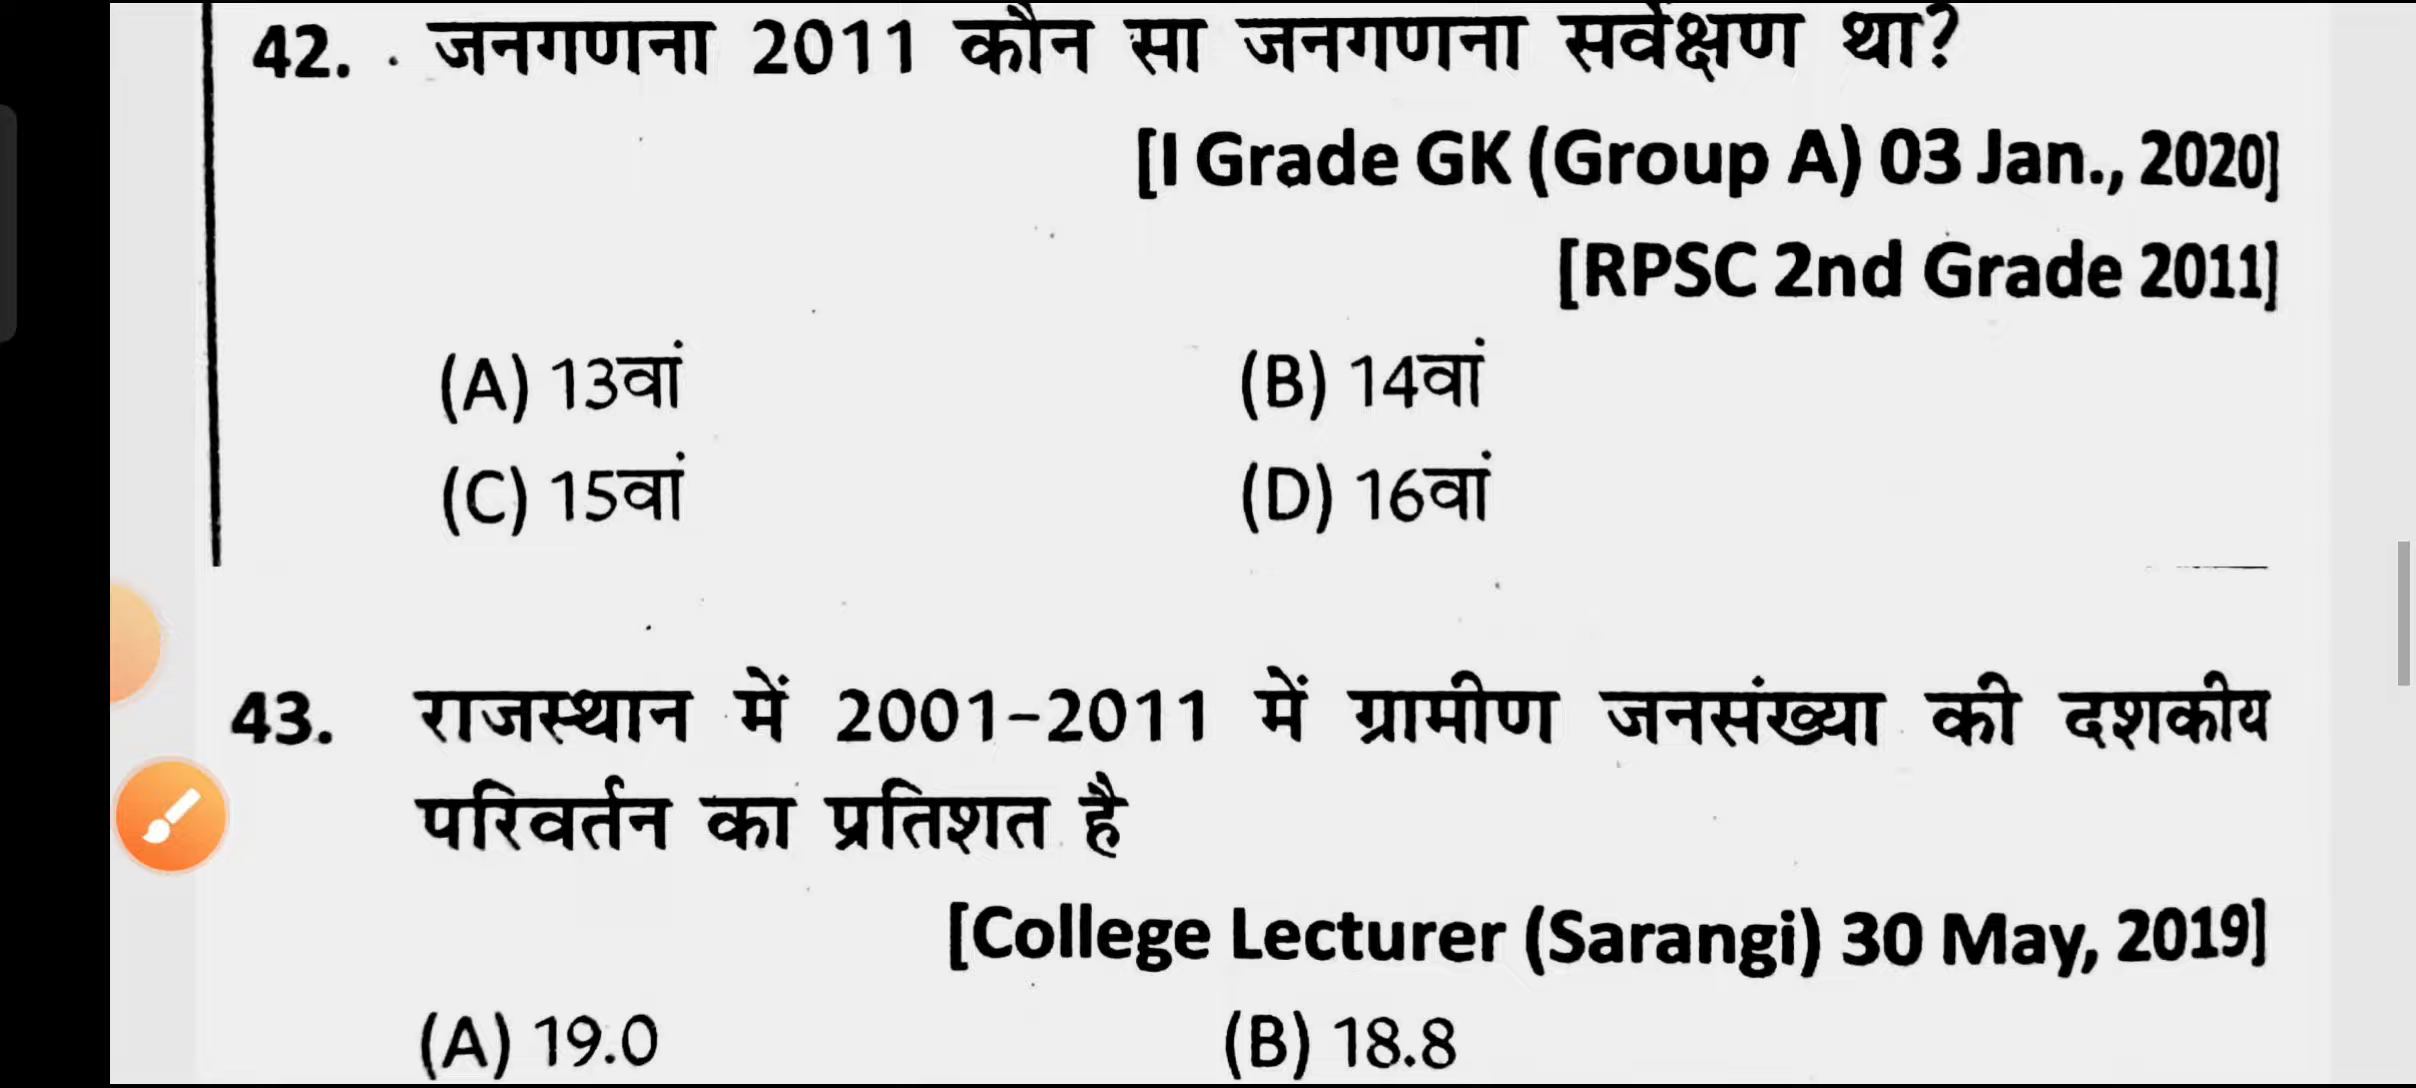 42. जनगणना 2011 कौन सा जनगणना सर्वेक्षण था?
[I Grade GK (Group A) 03 Jan., 2020]
[RPSC 2nd Grade 2011]
(A) 13वां (B) 14वां
(C) 15वां (D) 16वां
43. राजस्थान में 2001-2011 में ग्रामीण जनसंख्या की दशकीय
परिवर्तन का प्रतिशत है
[College Lecturer (Sarangi) 30 May, 2019]
(A) 19.0 (B) 18.8